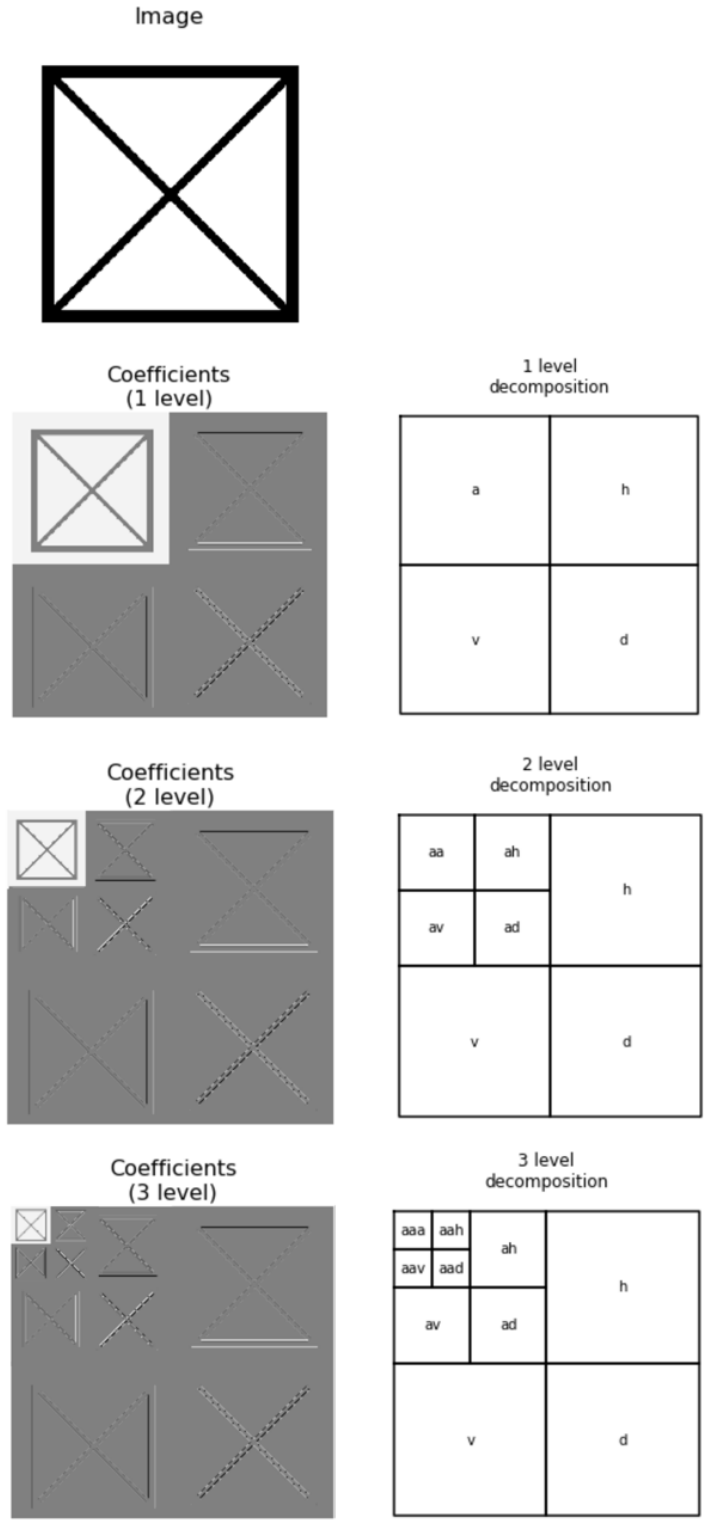 Image
Coefficients
(1 level)
1 level
decomposition
a
h
v
d
Coefficients
(2 level)
2 level
decomposition
aa
ah
h
av
ad
v
d
Coefficients
(3 level)
3 level
decomposition
aaa
aah
ah
h
aav
aad
av
ad
v
d